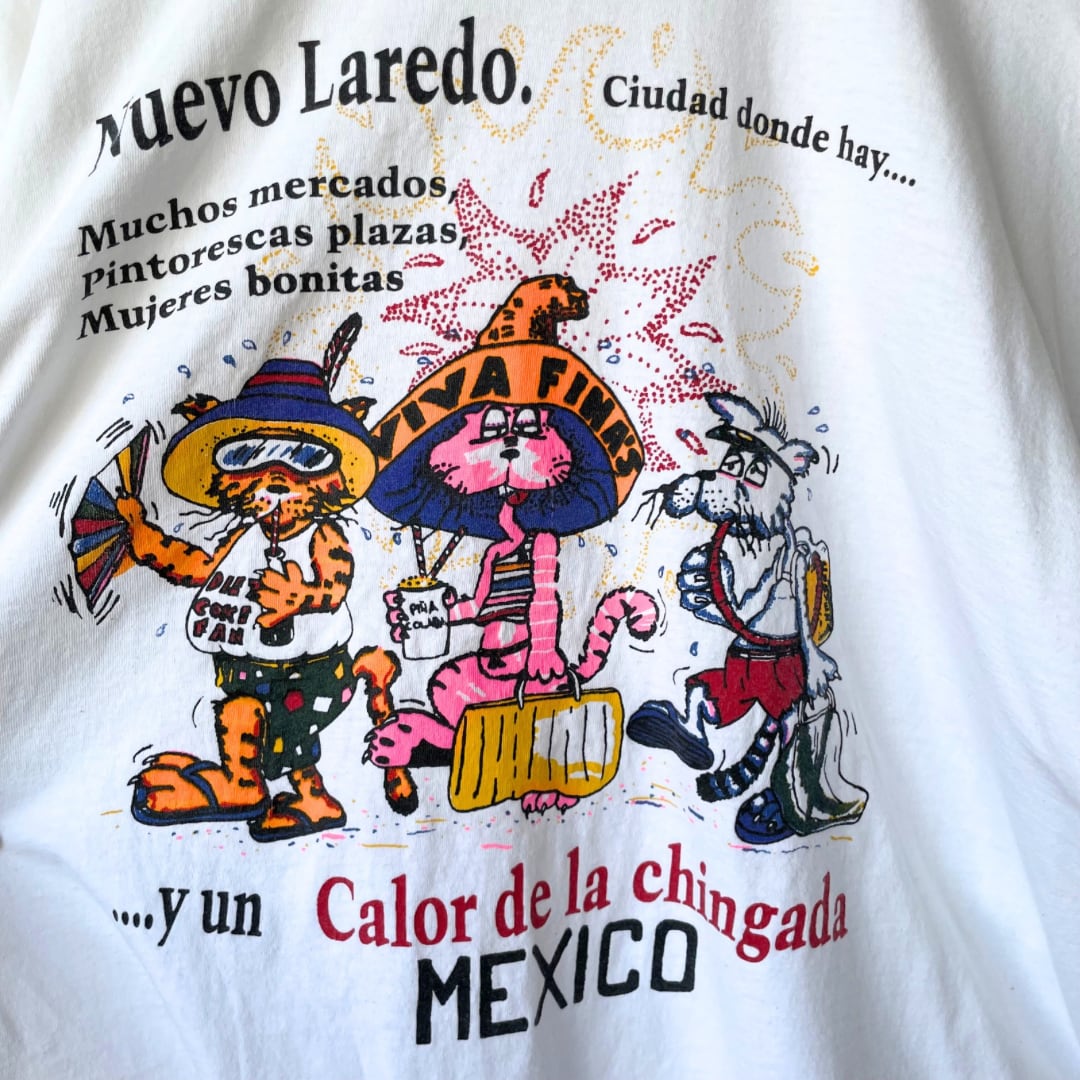 Nuevo Laredo.
Ciudad donde hay....
Muchos mercados,
Pintorescas plazas,
Mujeres bonitas
VIVA FINA'S
DIET
COKE
FAN
PIÑA
COLADA
....y un Calor de la chingada
MEXICO